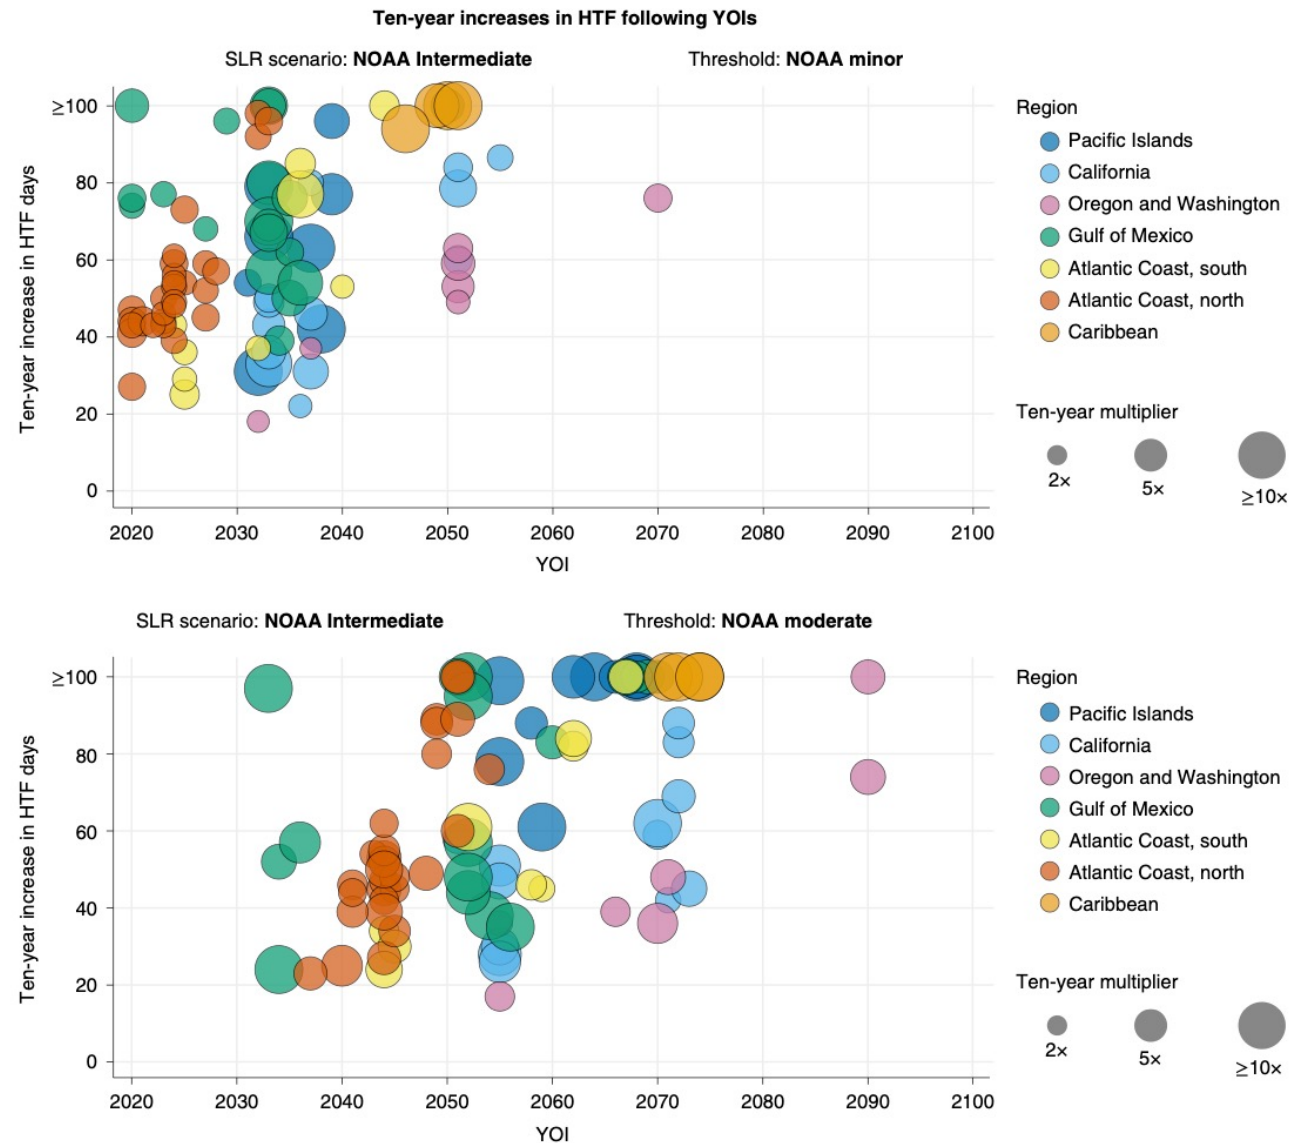 Ten-year increases in HTF following YOIs
SLR scenario: NOAA Intermediate Threshold: NOAA minor
Ten-year increase in HTF days
≥100
80
60
40
20
0
2020 2030 2040 2050 2060 2070 2080 2090 2100
YOI
Region
Pacific Islands
California
Oregon and Washington
Gulf of Mexico
Atlantic Coast, south
Atlantic Coast, north
Caribbean
Ten-year multiplier
2× 5× ≥10×
SLR scenario: NOAA Intermediate Threshold: NOAA moderate
Ten-year increase in HTF days
≥100
80
60
40
20
0
2020 2030 2040 2050 2060 2070 2080 2090 2100
YOI
Region
Pacific Islands
California
Oregon and Washington
Gulf of Mexico
Atlantic Coast, south
Atlantic Coast, north
Caribbean
Ten-year multiplier
2× 5× ≥10×